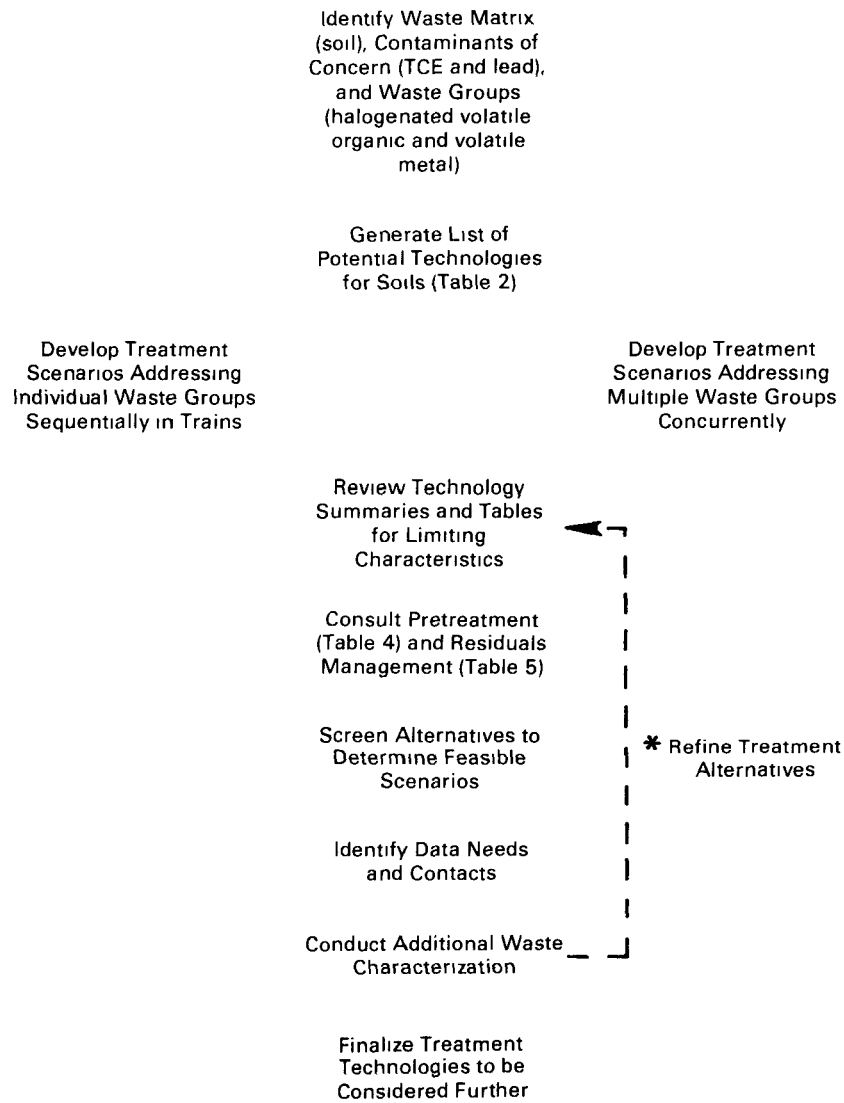 Identify Waste Matrix
(soil), Contaminants of
Concern (TCE and lead),
and Waste Groups
(halogenated volatile
organic and volatile
metal)
Generate List of
Potential Technologies
for Soils (Table 2)
Develop Treatment
Scenarios Addressing
Individual Waste Groups
Sequentially in Trains
Develop Treatment
Scenarios Addressing
Multiple Waste Groups
Concurrently
Review Technology
Summaries and Tables
for Limiting
Characteristics
Consult Pretreatment
(Table 4) and Residuals
Management (Table 5)
Screen Alternatives to
Determine Feasible
Scenarios
* Refine Treatment
Alternatives
Identify Data Needs
and Contacts
Conduct Additional Waste
Characterization
Finalize Treatment
Technologies to be
Considered Further